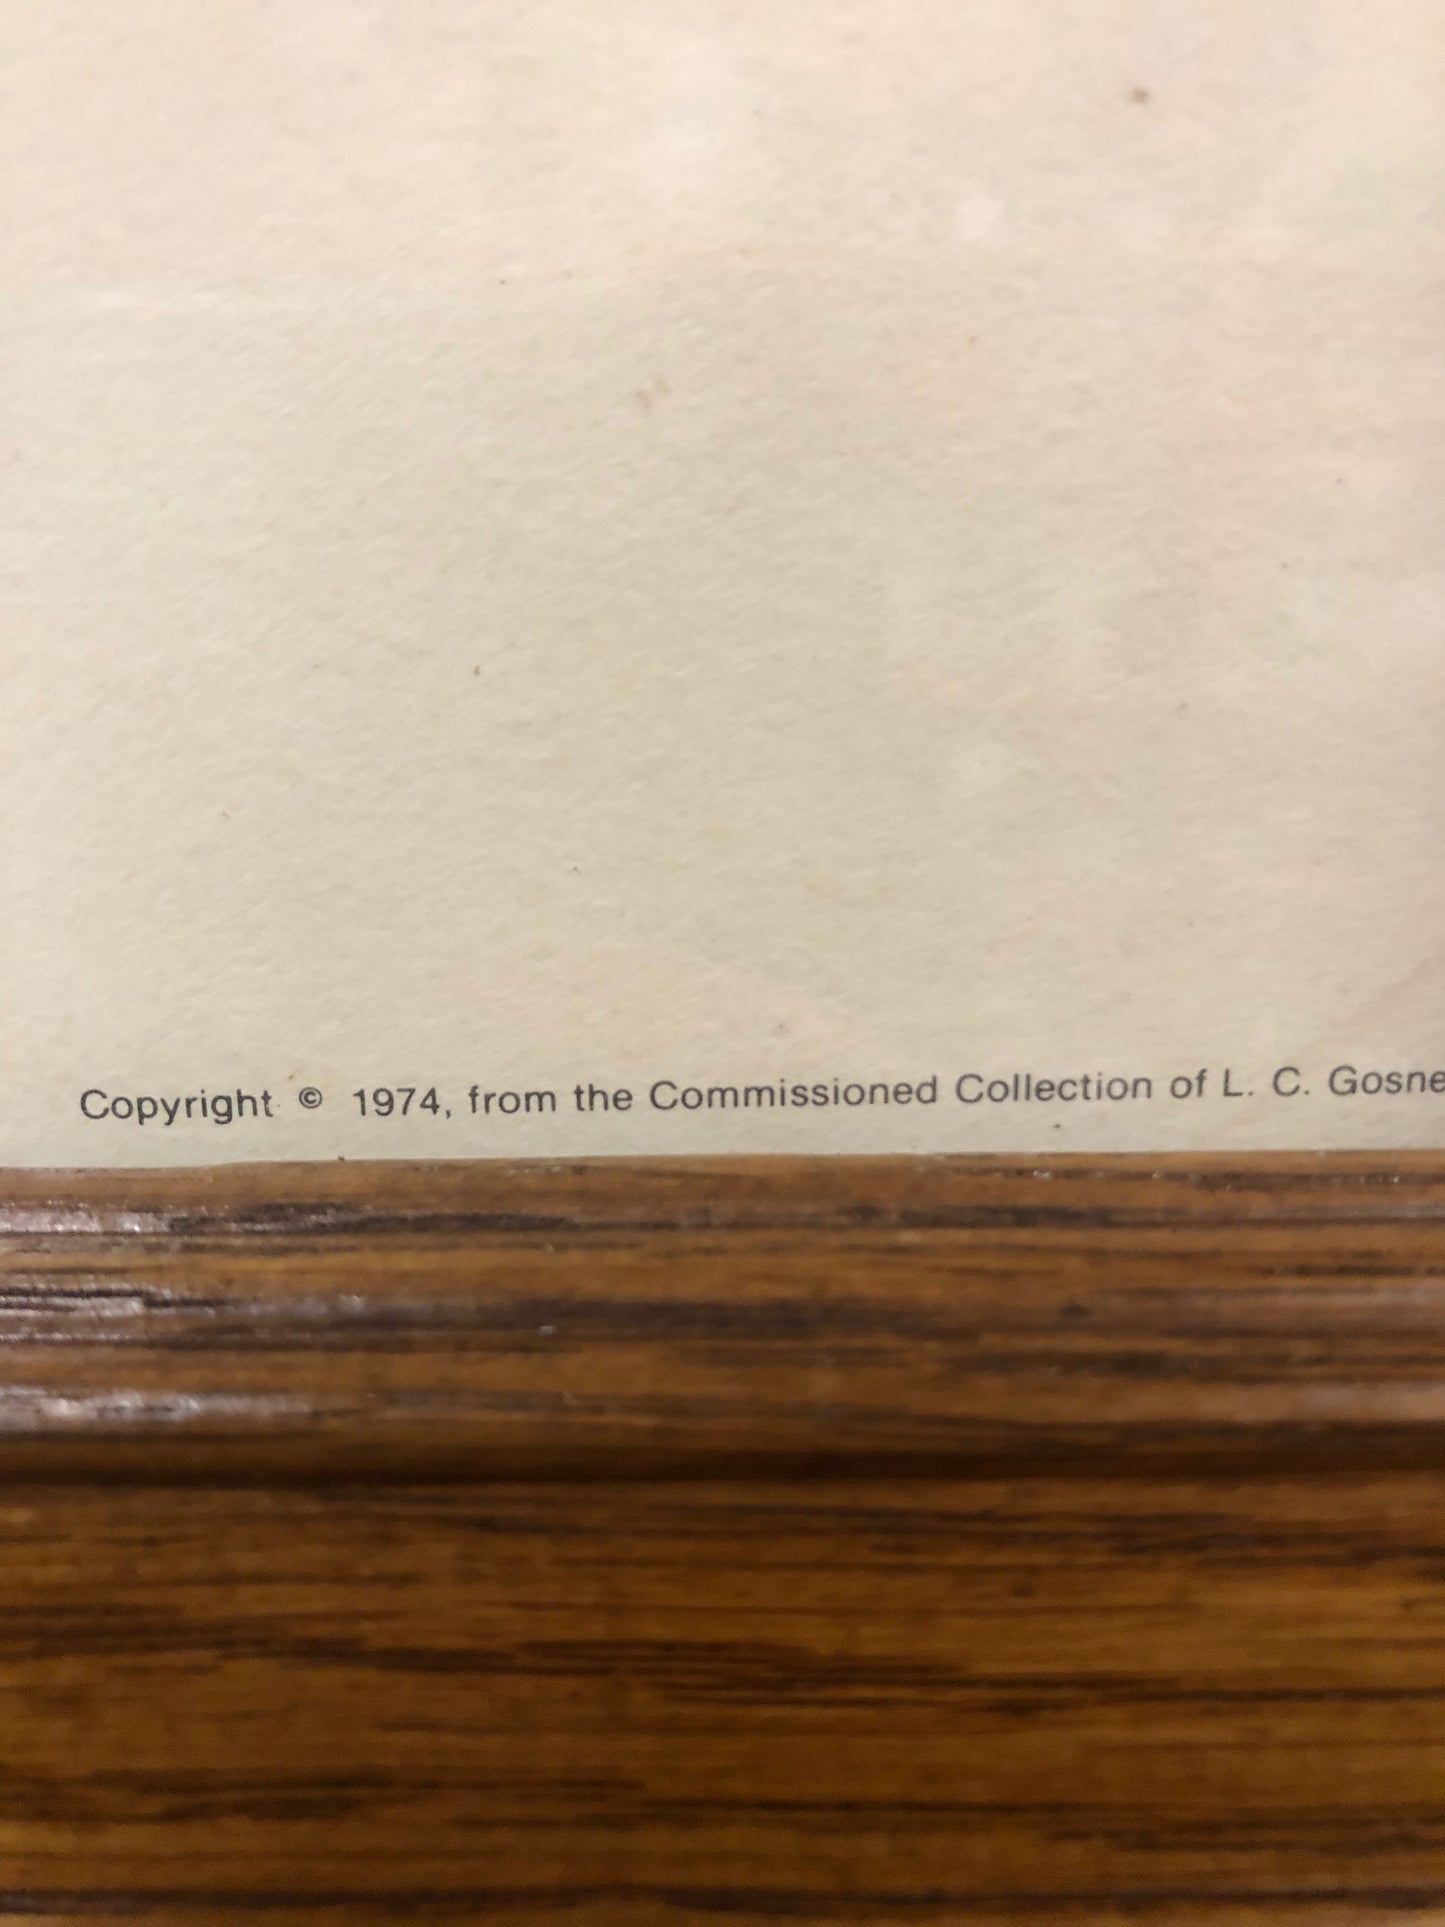 Copyright © 1974, from the Commissioned Collection of L. C. Gosne